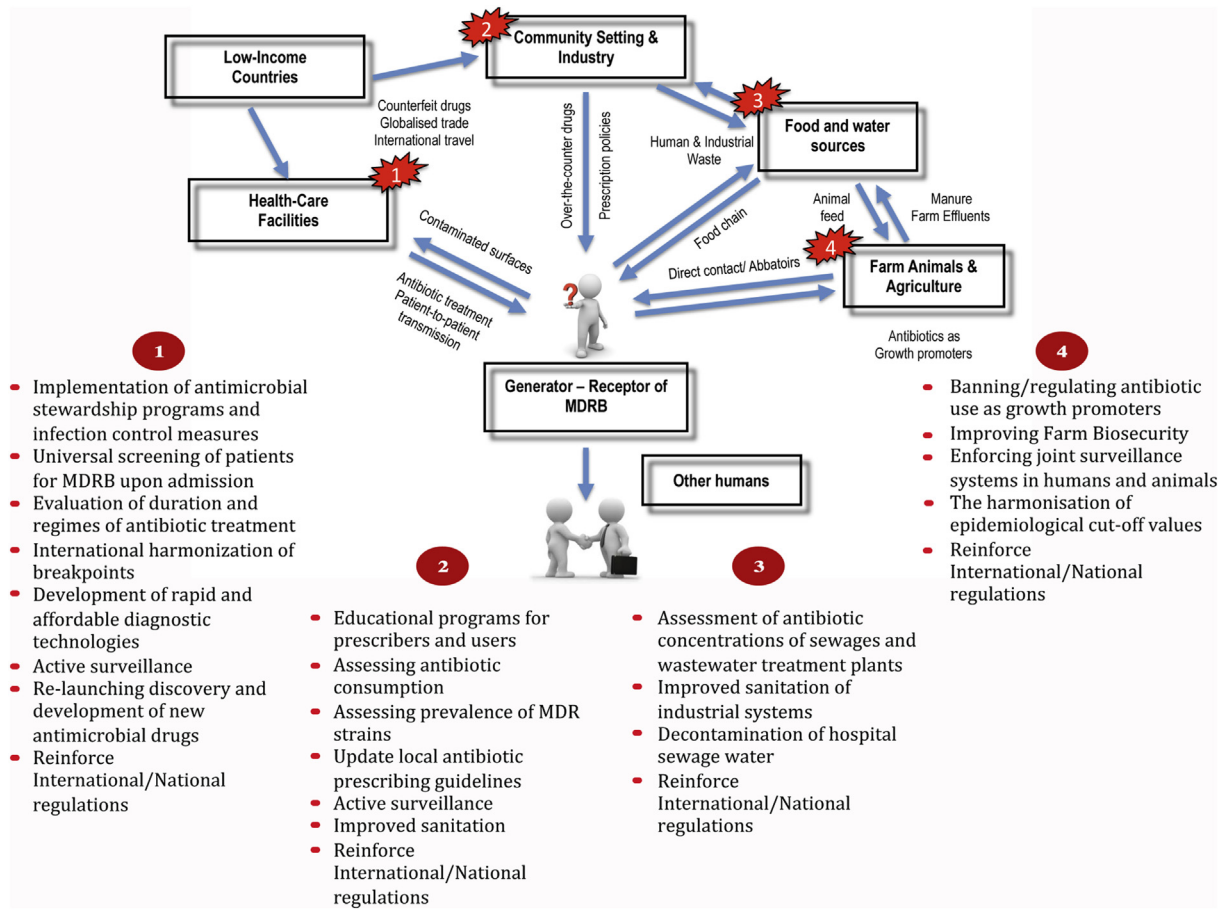 Low-Income
Countries
2
Community Setting &
Industry
Counterfeit drugs
Globalised trade
International travel
1
Health-Care
Facilities
Over-the-counter drugs
Prescription policies
Human & Industrial
Waste
3
Food and water
sources
Animal
feed
Manure
Farm Effluents
Contaminated surfaces
Antibiotic treatment
Patient-to-patient
transmission
Food chain
Direct contact/ Abbatoirs
4
Farm Animals &
Agriculture
Antibiotics as
Growth promoters
?
Generator – Receptor of
MDRB
Other humans
1
Implementation of antimicrobial
stewardship programs and
infection control measures
Universal screening of patients
for MDRB upon admission
Evaluation of duration and
regimes of antibiotic treatment
International harmonization of
breakpoints
Development of rapid and
affordable diagnostic
technologies
Active surveillance
Re-launching discovery and
development of new
antimicrobial drugs
Reinforce
International/National
regulations
2
Educational programs for
prescribers and users
Assessing antibiotic
consumption
Assessing prevalence of MDR
strains
Update local antibiotic
prescribing guidelines
Active surveillance
Improved sanitation
Reinforce
International/National
regulations
3
Assessment of antibiotic
concentrations of sewages and
wastewater treatment plants
Improved sanitation of
industrial systems
Decontamination of hospital
sewage water
Reinforce
International/National
regulations
4
Banning/regulating antibiotic
use as growth promoters
Improving Farm Biosecurity
Enforcing joint surveillance
systems in humans and animals
The harmonisation of
epidemiological cut-off values
Reinforce
International/National
regulations